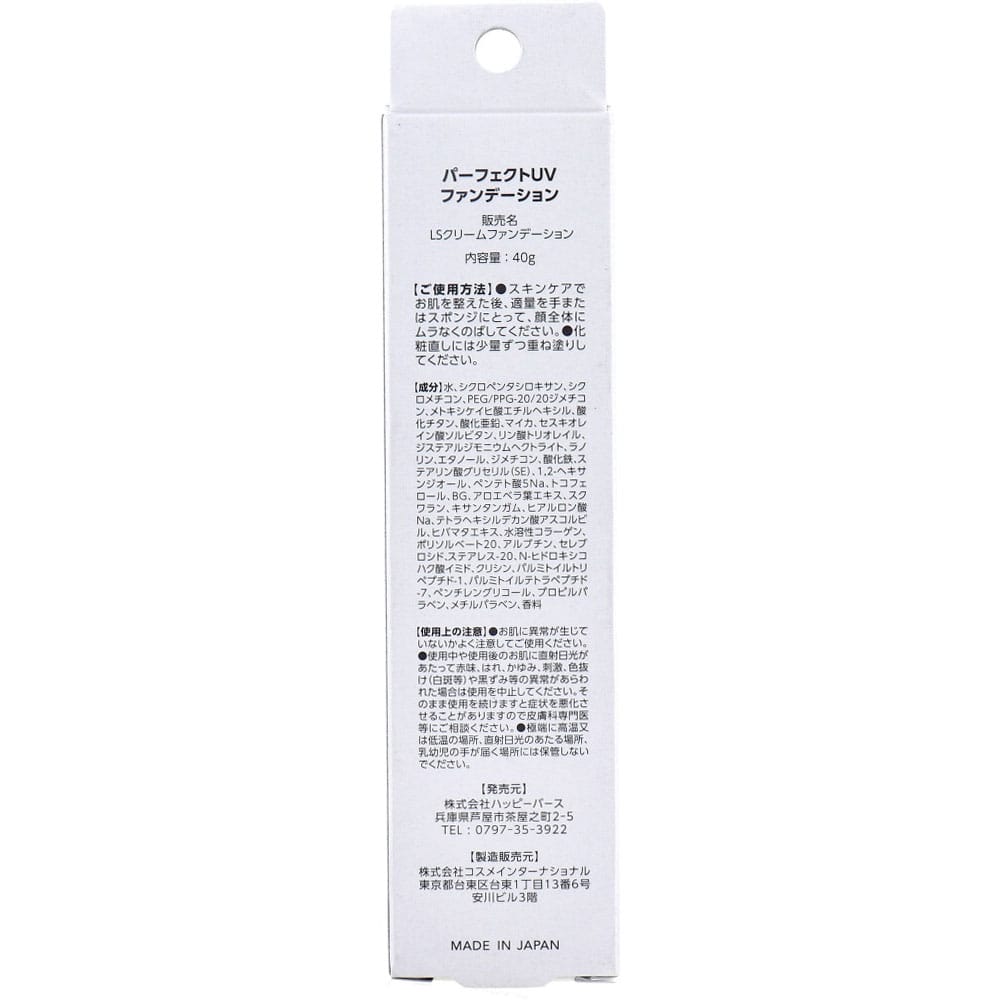 パーフェクトUV
ファンデーション
販売名
LSクリームファンデーション
内容量：40g
【ご使用方法】●スキンケアで
お肌を整えた後、適量を手また
はスポンジにとって、顔全体に
ムラなくのばしてください。●化
粧直しには少量ずつ重ね塗りし
てください。
【成分】水、シクロペンタシロキサン、シク
ロメチコン、PEG/PPG-20/20ジメチコ
ン、メトキシケイヒ酸エチルヘキシル、酸
化チタン、酸化亜鉛、マイカ、セスキオレ
イン酸ソルビタン、リン酸トリオレイル、
ジステアルジモニウムヘクトライト、ラノ
リン、エタノール、ジメチコン、酸化鉄、ス
テアリン酸グリセリル(SE)、1,2-ヘキサ
ンジオール、ペンテト酸5Na、トコフェ
ロール、BG、アロエベラ葉エキス、スク
ワラン、キサンタンガム、ヒアルロン酸
Na、テトラヘキシルデカン酸アスコルビ
ル、ヒバマタエキス、水溶性コラーゲン、
ポリソルベート20、アルブチン、セレブ
ロシド、ステアレス-20、N-ヒドロキシコ
ハク酸イミド、クリシン、パルミトイルトリ
ペプチド-1、パルミトイルテトラペプチド
-7、ペンチレングリコール、プロピルパ
ラベン、メチルパラベン、香料
【使用上の注意】●お肌に異常が生じて
いないかよく注意してご使用ください。
●使用中や使用後のお肌に直射日光が
あたって赤味、はれ、かゆみ、刺激、色抜
け(白斑等)や黒ずみ等の異常があらわ
れた場合は使用を中止してください。そ
のまま使用を続けますと症状を悪化さ
せることがありますので皮膚科専門医
等にご相談ください。●極端に高温又
は低温の場所、直射日光のあたる場所、
乳幼児の手が届く場所には保管しない
でください。
【発売元】
株式会社ハッピーバース
兵庫県芦屋市茶屋之町2-5
TEL：0797-35-3922
【製造販売元】
株式会社コスメインターナショナル
東京都台東区台東1丁目13番6号
安川ビル3階
MADE IN JAPAN